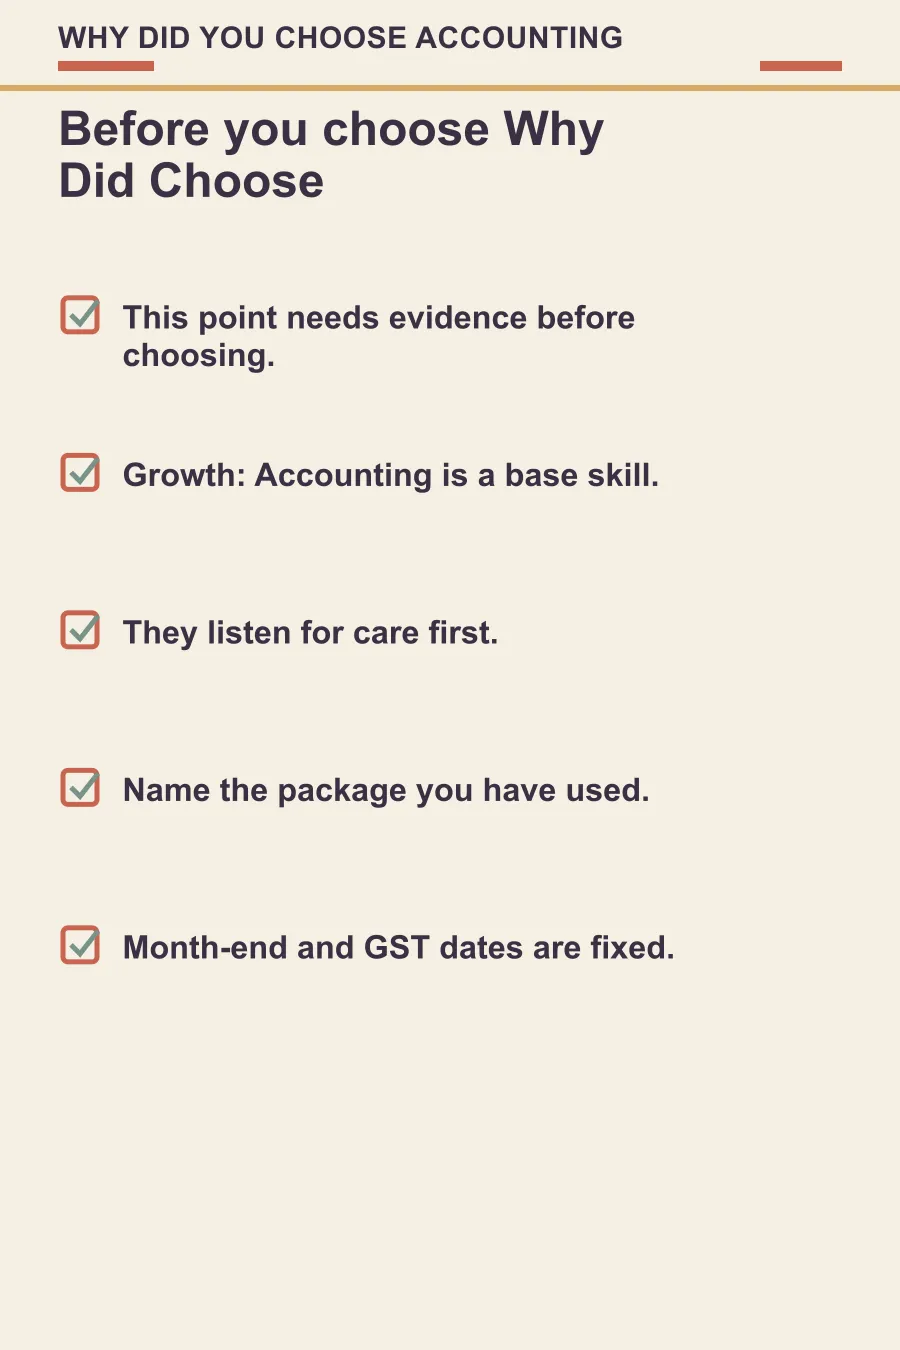 WHY DID YOU CHOOSE ACCOUNTING
Before you choose Why
Did Choose
This point needs evidence before
choosing.
Growth: Accounting is a base skill.
They listen for care first.
Name the package you have used.
Month-end and GST dates are fixed.